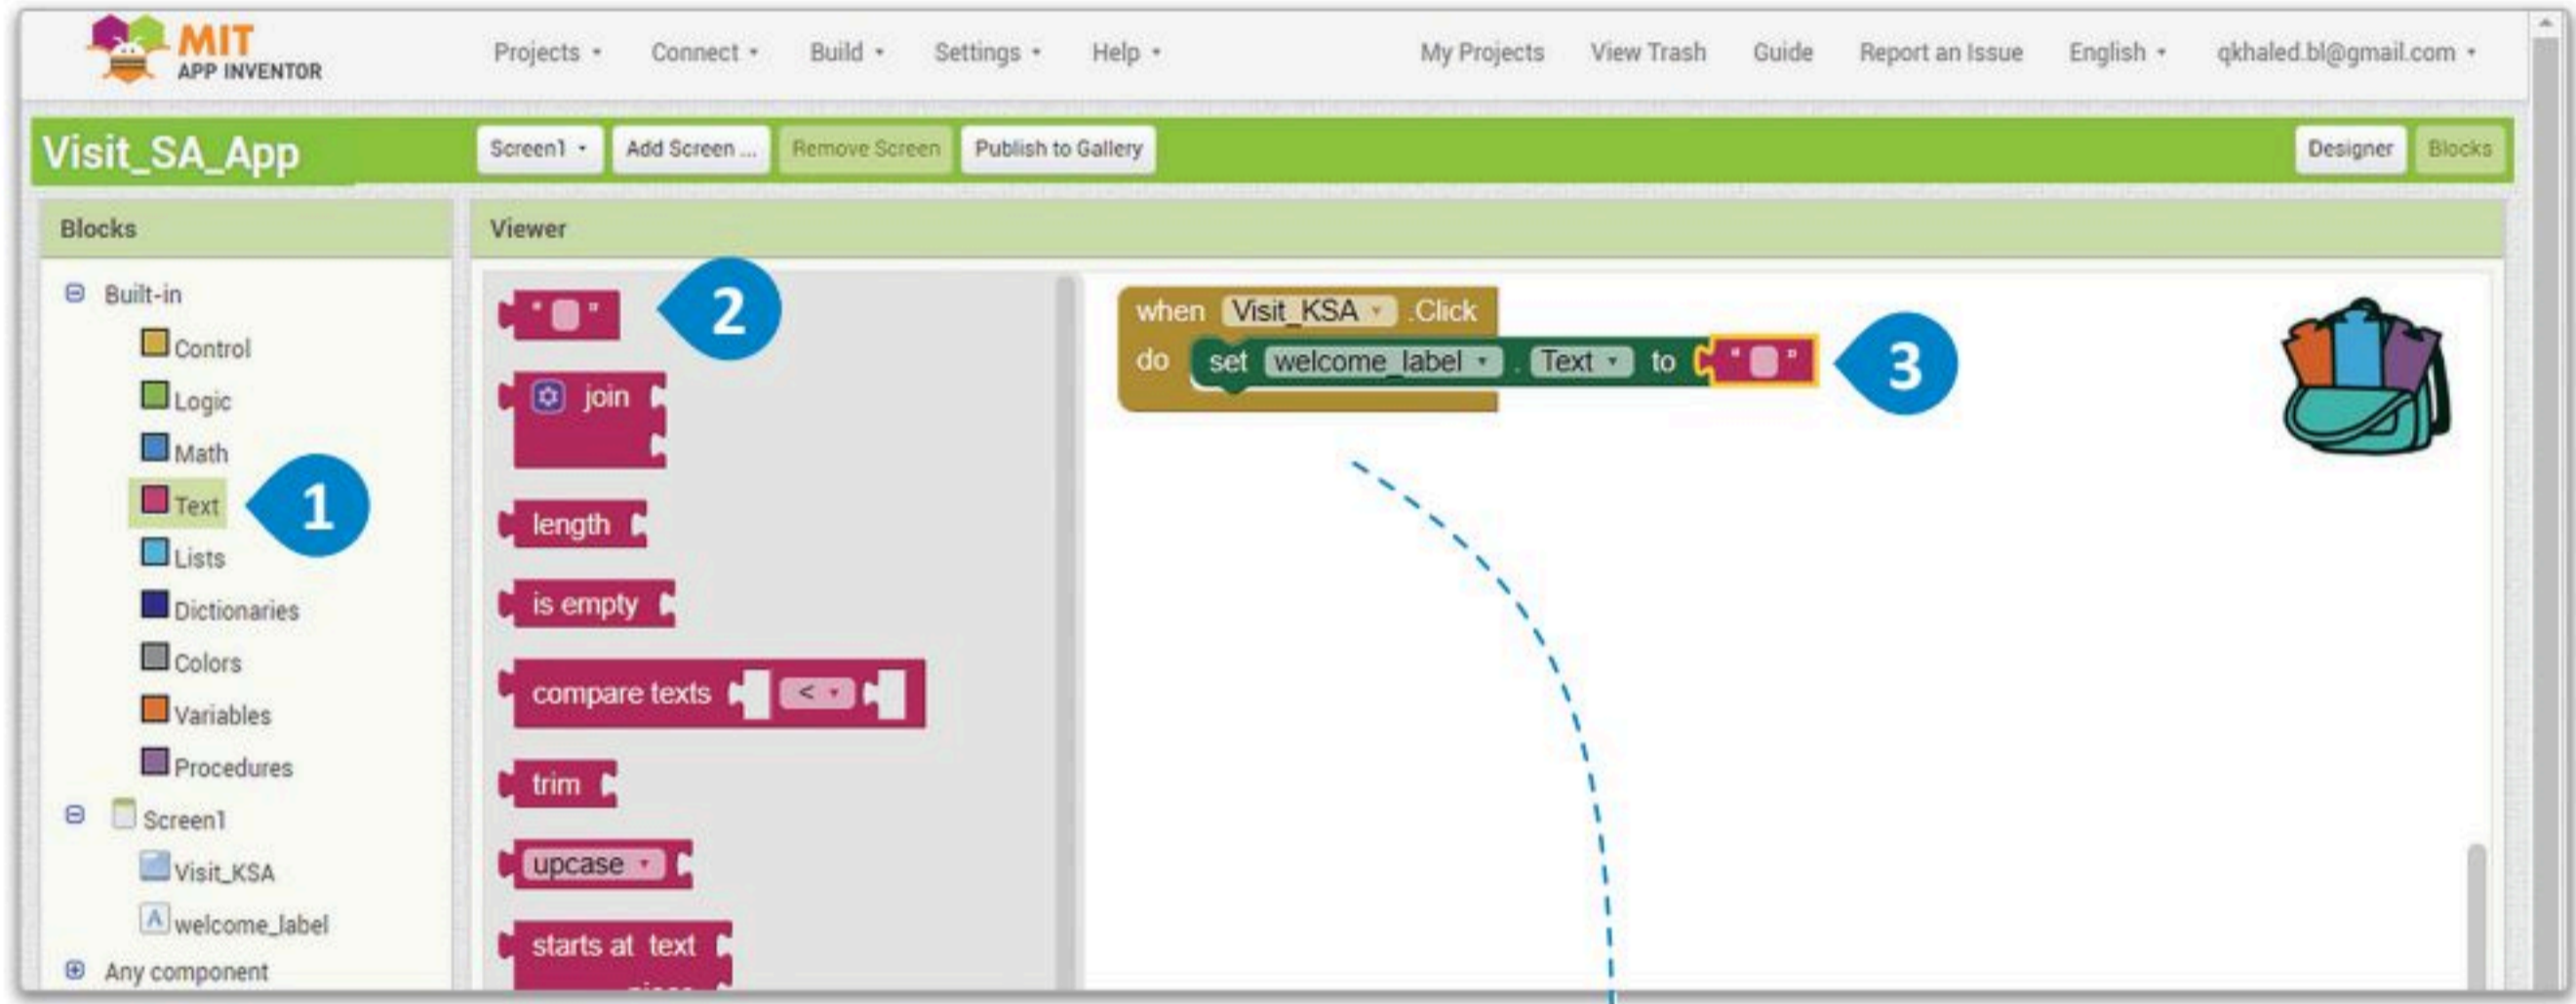 MIT
APP INVENTOR
Projects Connect Build Settings Help My Projects View Trash Guide Report an Issue English qkhaled.bl@gmail.com
Visit_SA_App Screen1 Add Screen ... Remove Screen Publish to Gallery Designer Blocks
Blocks
Built-in
Control
Logic
Math
Text
1
Lists
Dictionaries
Colors
Variables
Procedures
Screen1
Visit_KSA
welcome_label
Any component
Viewer
“ ”
2
join
length
is empty
compare texts <
trim
upcase
starts at text
when Visit_KSA .Click
do set welcome_label . Text to “ ”
3